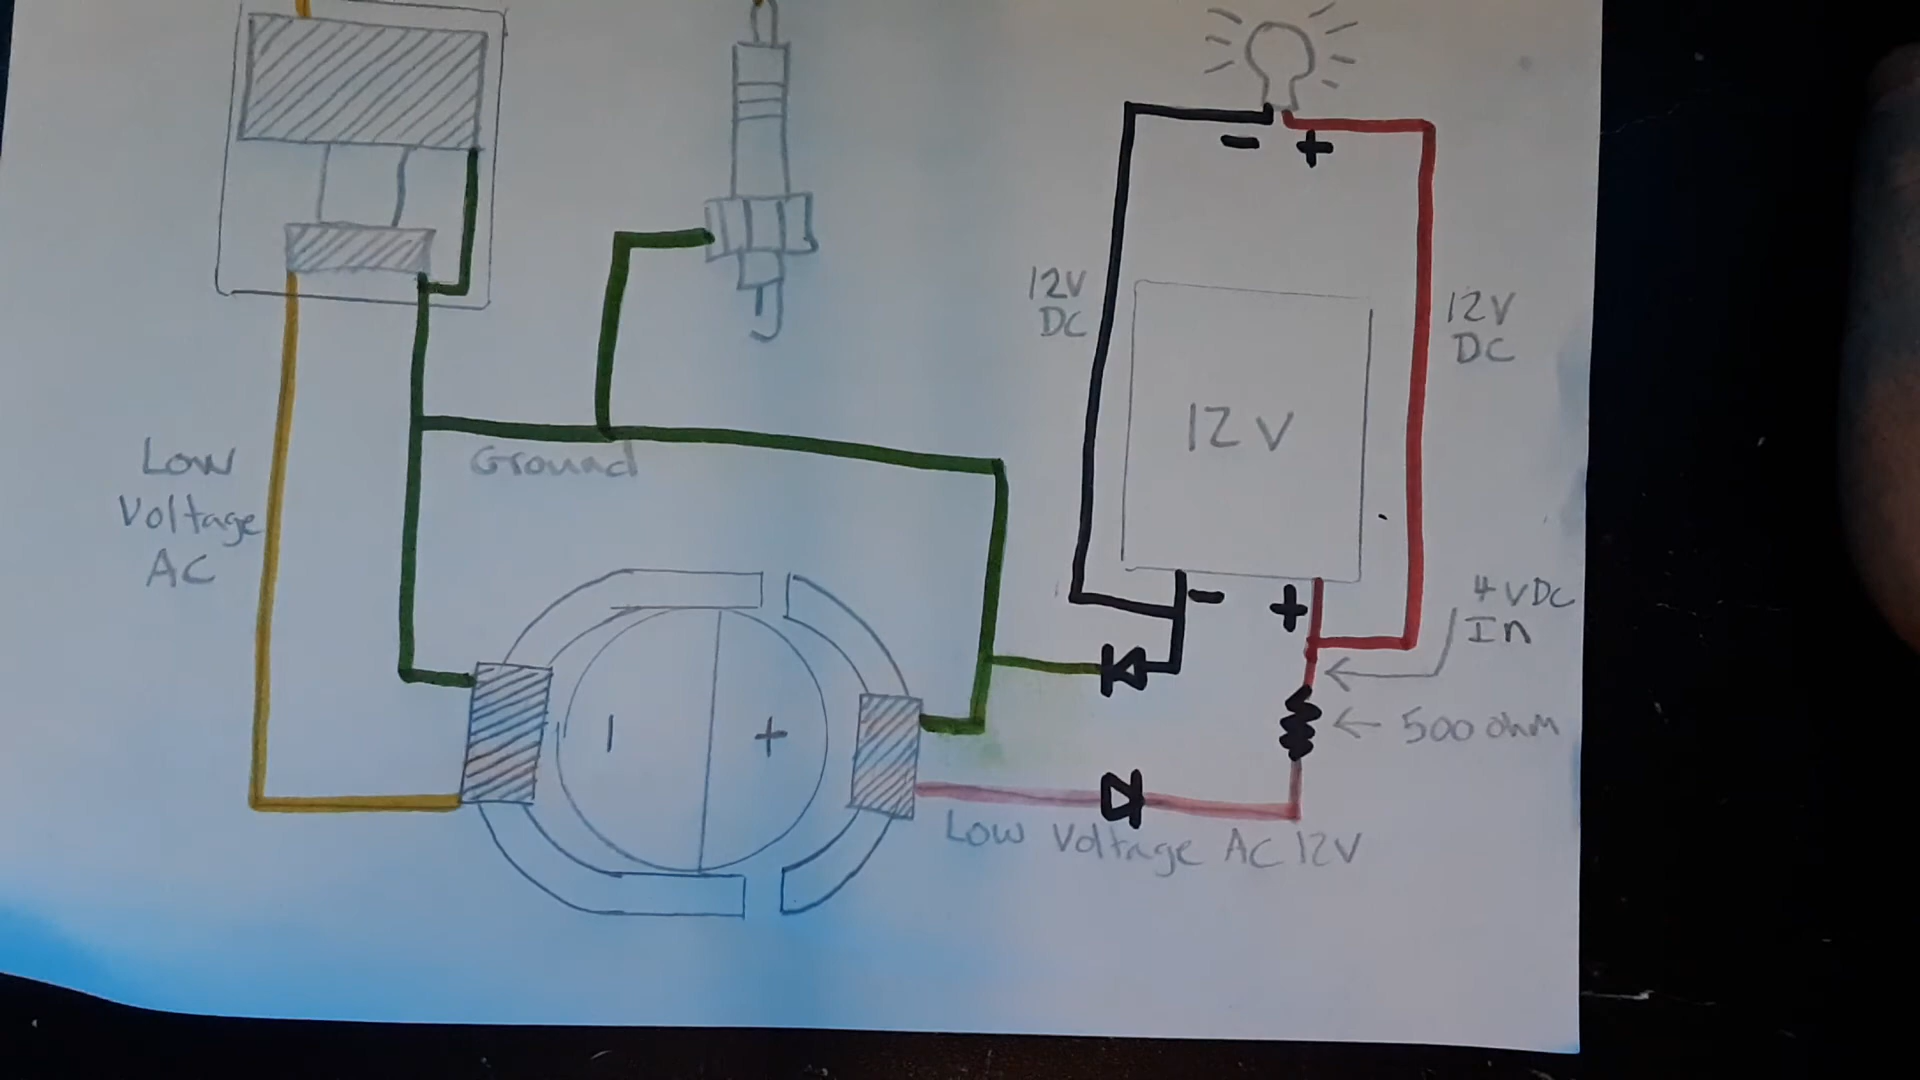 - +
12V
DC
12V
DC
12V
Low
Voltage
AC
Ground
- +
4VDC
In
500 ohm
- +
Low Voltage AC 12V